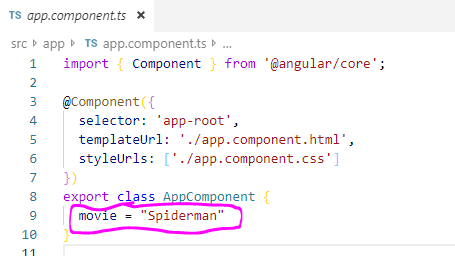 TS app.component.ts ×
src > app > TS app.component.ts > ...
1 import { Component } from '@angular/core';
2
3 @Component({
4 selector: 'app-root',
5 templateUrl: './app.component.html',
6 styleUrls: ['./app.component.css']
7 })
8 export class AppComponent {
9 movie = "Spiderman"
10 }
11